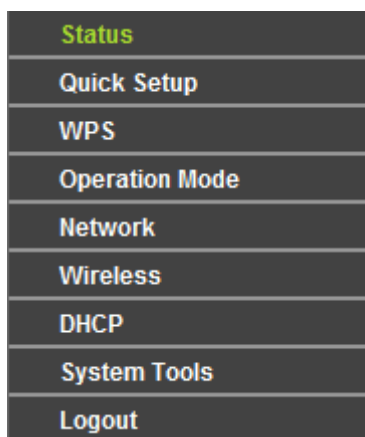 Status
Quick Setup
WPS
Operation Mode
Network
Wireless
DHCP
System Tools
Logout